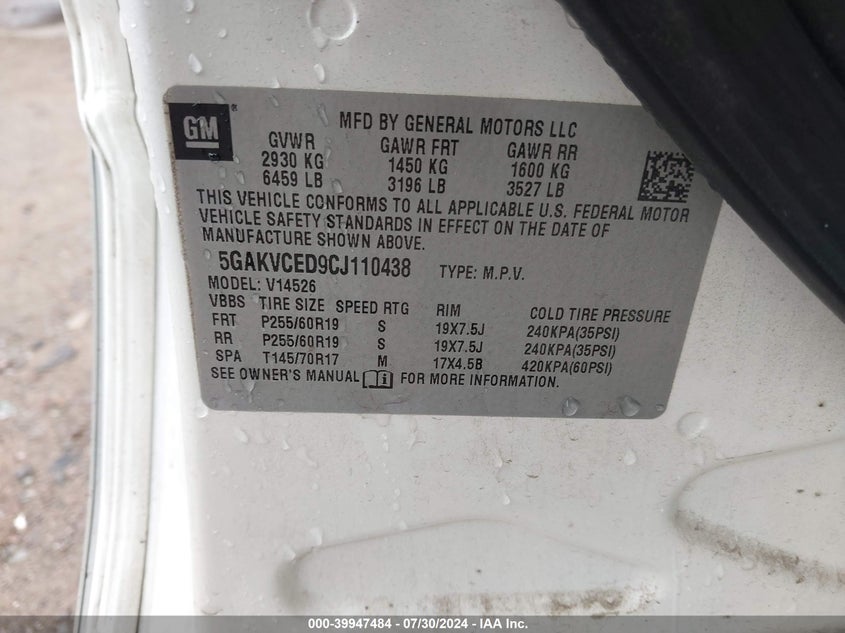 GM
MFD BY GENERAL MOTORS LLC
GVWR GAWR FRT GAWR RR
2930 KG 1450 KG 1600 KG
6459 LB 3196 LB 3527 LB
THIS VEHICLE CONFORMS TO ALL APPLICABLE U.S. FEDERAL MOTOR
VEHICLE SAFETY STANDARDS IN EFFECT ON THE DATE OF
MANUFACTURE SHOWN ABOVE.
5GAKVCED9CJ110438 TYPE: M.P.V.
MODEL: V14526
VBBS TIRE SIZE SPEED RTG RIM COLD TIRE PRESSURE
FRT P255/60R19 S 19X7.5J 240KPA(35PSI)
RR P255/60R19 S 19X7.5J 240KPA(35PSI)
SPA T145/70R17 M 17X4.5B 420KPA(60PSI)
SEE OWNER'S MANUAL i FOR MORE INFORMATION.
000-39947484 - 07/30/2024 - IAA Inc.